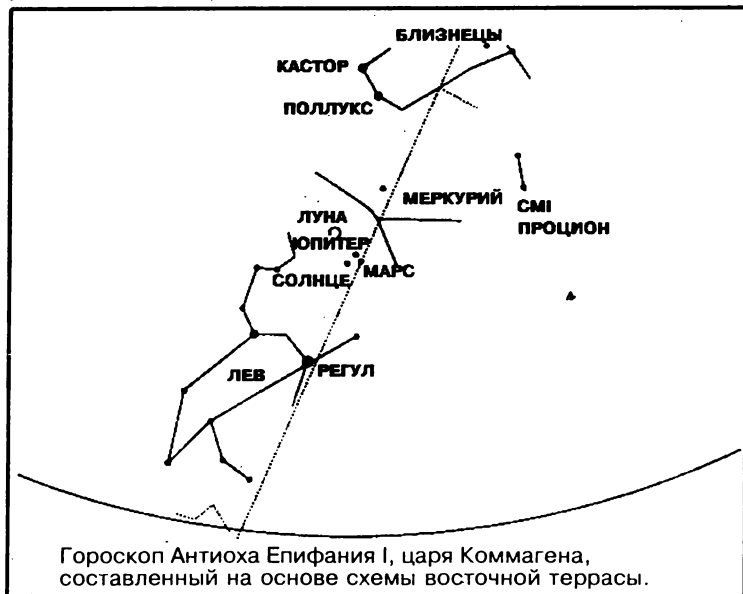 БЛИЗНЕЦЫ
КАСТОР
ПОЛЛУКС
МЕРКУРИЙ
CMI
ПРОЦИОН
ЛУНА
ЮПИТЕР
СОЛНЦЕ
МАРС
ЛЕВ
РЕГУЛ
Гороскоп Антиоха Епифания I, царя Коммагена,
составленный на основе схемы восточной террасы.